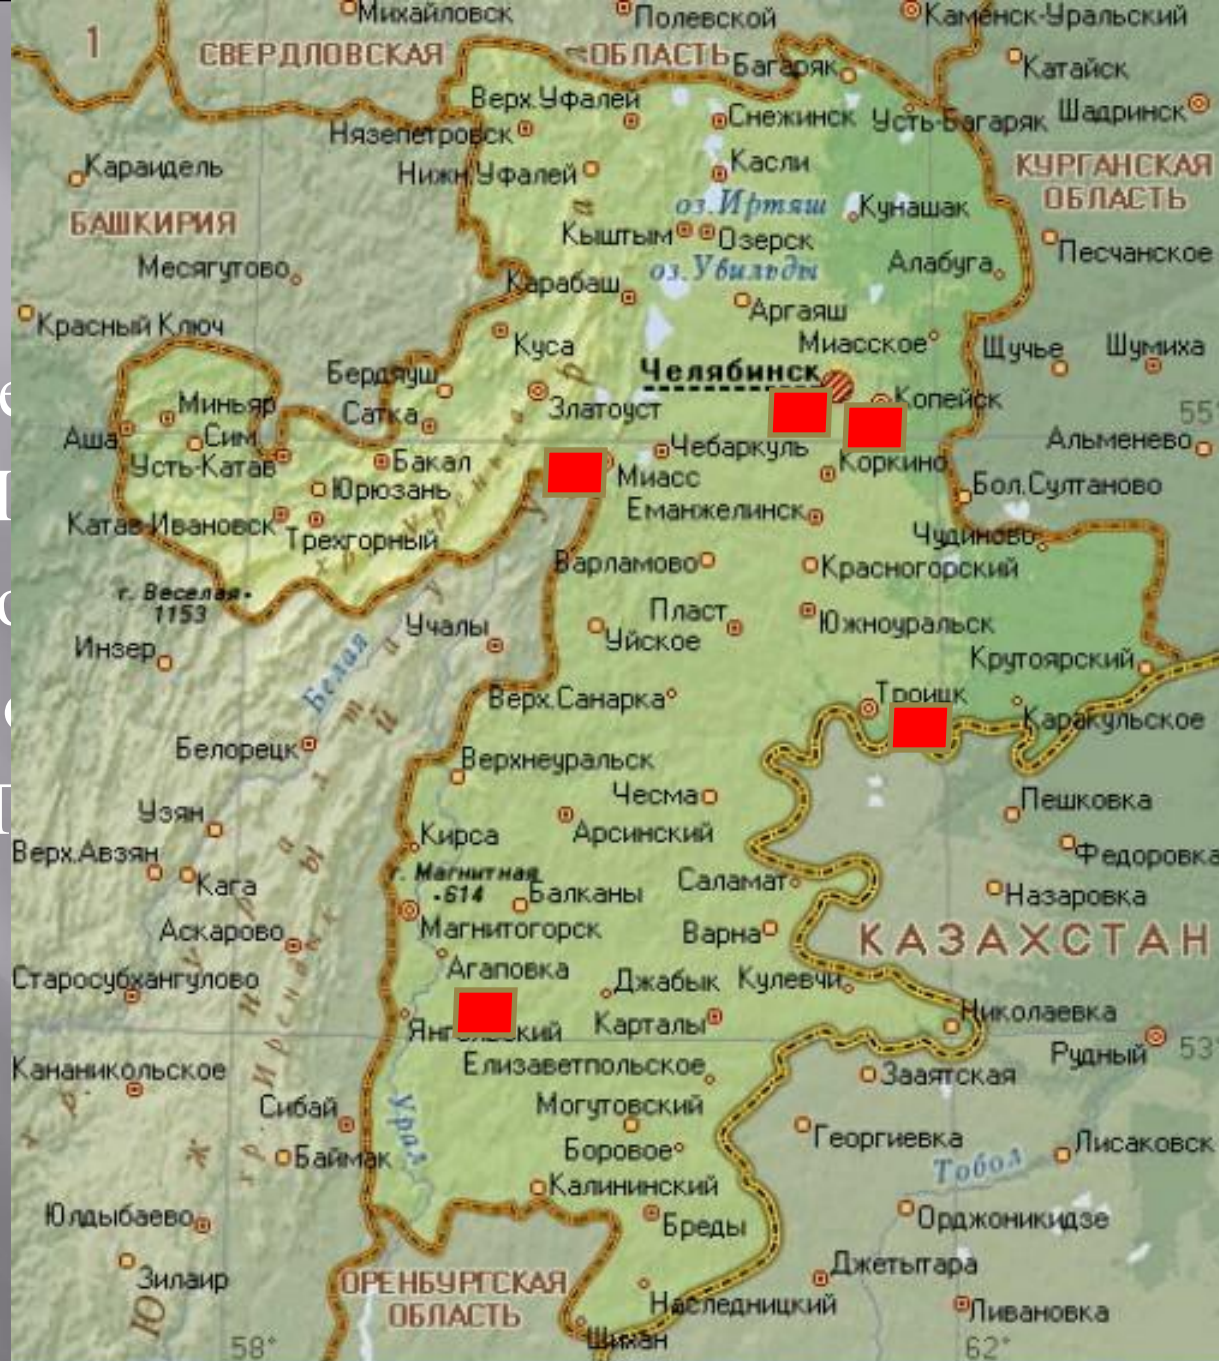 Михайловск
Полевской
Каменск-Уральский
1
СВЕРДЛОВСКАЯ
ОБЛАСТЬ
Багаряк
Катайск
Верх.Уфалей
Снежинск
Усть-Багаряк
Шадринск
Нязепетровск
Караидель
Нижн.Уфалей
Касли
КУРГАНСКАЯ
ОБЛАСТЬ
БАШКИРИЯ
оз.Иртяш
Кунашак
Кыштым
Озерск
Песчанское
Месягутово
оз.Увильды
Алабуга
Карабаш
Аргаяш
Красный Ключ
Куса
Миасское
Щучье
Шумиха
Бердяуш
Челябинск
Миньяр
Сатка
Златоуст
Копейск
55°
Аша
Сим
Чебаркуль
Альменево
Усть-Катав
Бакал
Миасс
Коркино
Юрюзань
Бол.Султаново
Катав-Ивановск
Трехгорный
Еманжелинск
Чудиново
Варламово
Красногорский
г. Веселая
1153
Учалы
Пласт
Уйское
Южноуральск
Инзер
Белая
Крутоярский
Верх.Санарка
Троицк
Каракульское
Белорецк
Верхнеуральск
Чесма
Пешковка
Узян
Кирса
Арсинский
Верх.Авзян
Федоровка
Кага
г. Магнитная
614
Балканы
Саламат
Назаровка
Аскарово
Магнитогорск
Варна
КАЗАХСТАН
Старосубхангулово
Агаповка
Джабык
Кулевчи
Карталы
Николаевка
Рудный
53°
Кананикольское
Елизаветпольское
Зааятская
Сибай
Урал
Могутовский
Георгиевка
Лисаковск
Баймак
Боровое
Тобол
Калининский
Юлдыбаево
Бреды
Орджоникидзе
Зилаир
ОРЕНБУРГСКАЯ
ОБЛАСТЬ
Джетытара
Наследницкий
Ливановка
Шихан
58°
62°